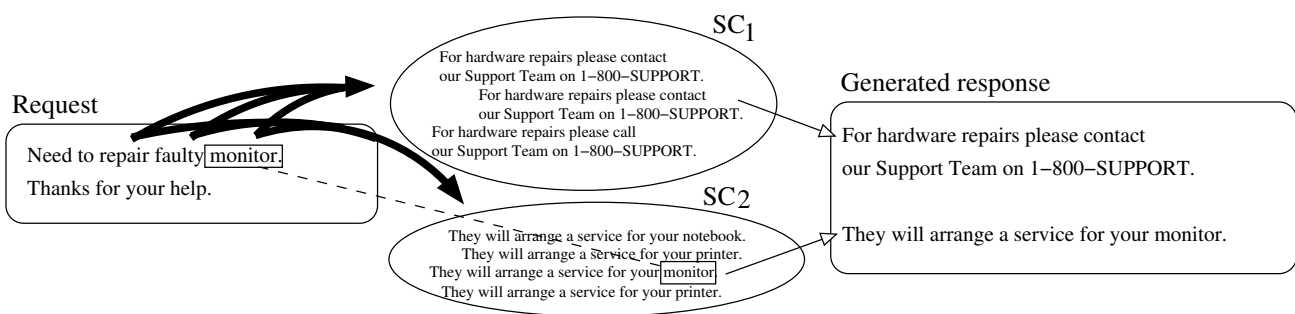 Request
Need to repair faulty monitor.
Thanks for your help.
SC1
For hardware repairs please contact
our Support Team on 1−800−SUPPORT.
For hardware repairs please contact
our Support Team on 1−800−SUPPORT.
For hardware repairs please call
our Support Team on 1−800−SUPPORT.
SC2
They will arrange a service for your notebook.
They will arrange a service for your printer.
They will arrange a service for your monitor.
They will arrange a service for your printer.
Generated response
For hardware repairs please contact
our Support Team on 1−800−SUPPORT.
They will arrange a service for your monitor.